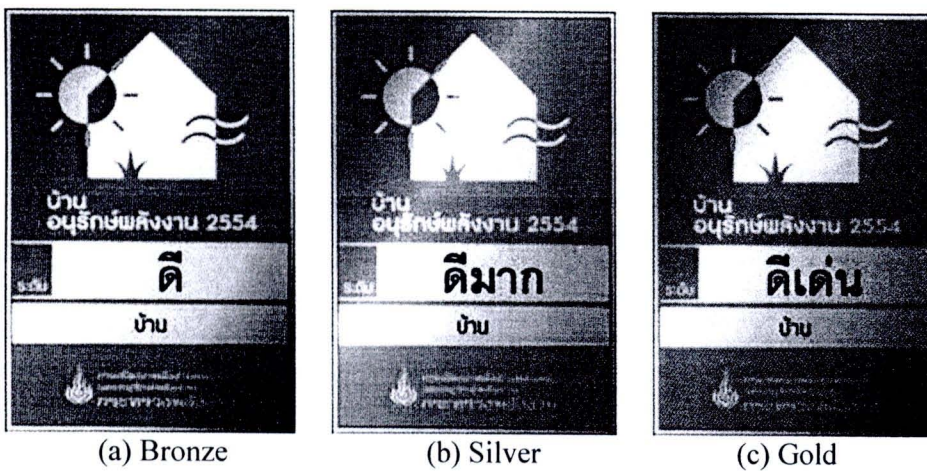 บ้าน
อนุรักษ์พลังงาน 2554
ระดับ
ดี
บ้าน
(a) Bronze
บ้าน
อนุรักษ์พลังงาน 2554
ระดับ
ดีมาก
บ้าน
(b) Silver
บ้าน
อนุรักษ์พลังงาน 2554
ระดับ
ดีเด่น
บ้าน
(c) Gold